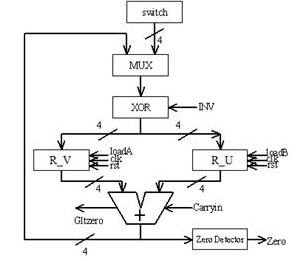 switch
4
MUX
XOR
INV
4
4
R_V
loadA
clk
rst
R_U
loadB
clk
rst
4
4
+
Gltzero
Carryin
4
Zero Detector
Zero